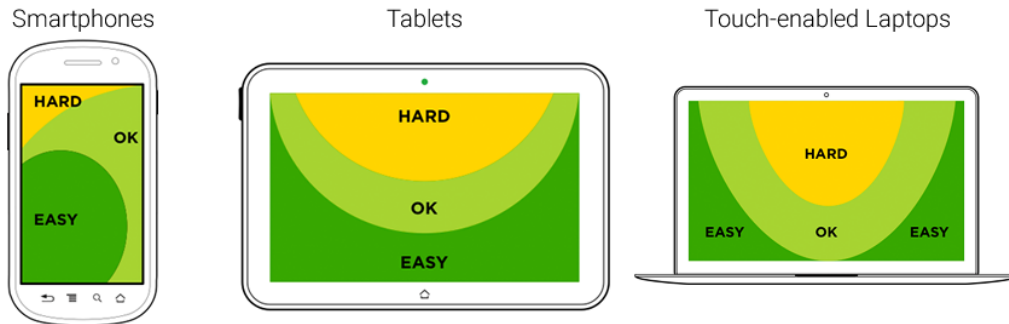 Smartphones
HARD
OK
EASY
Tablets
HARD
OK
EASY
Touch-enabled Laptops
HARD
EASY OK EASY